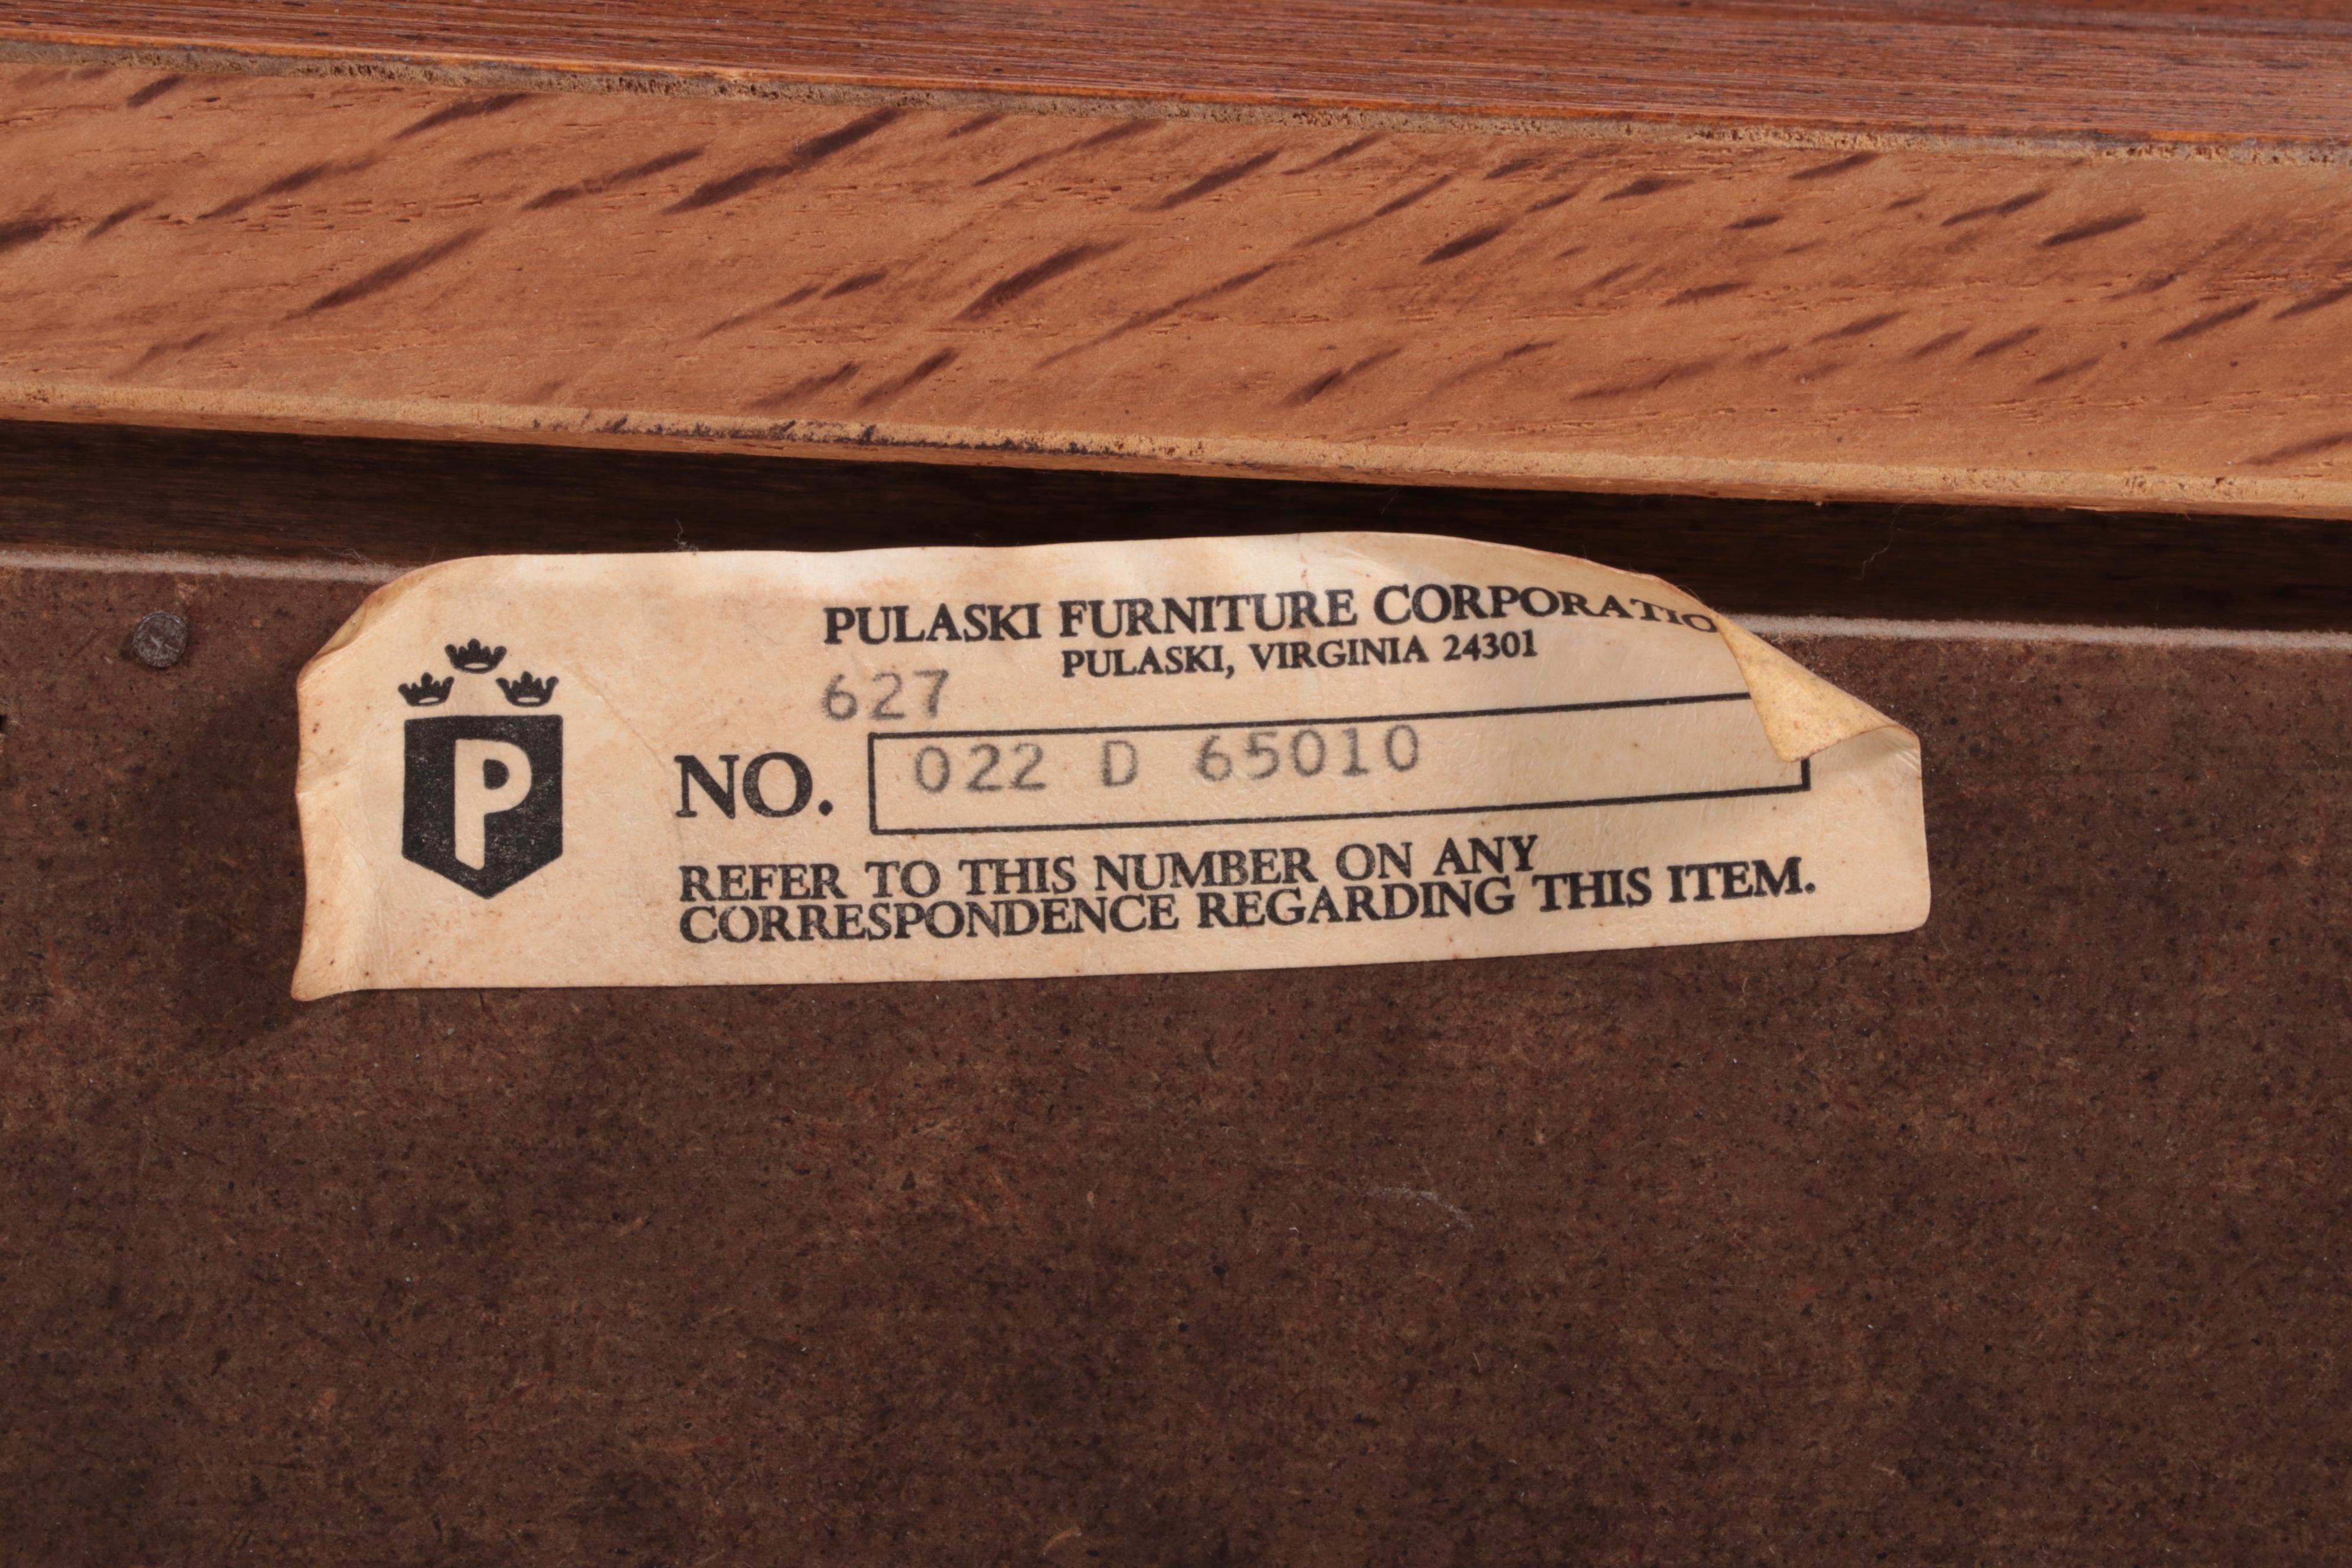 PULASKI FURNITURE CORPORATIO
PULASKI, VIRGINIA 24301
627
P
NO. 022 D 65010
REFER TO THIS NUMBER ON ANY
CORRESPONDENCE REGARDING THIS ITEM.